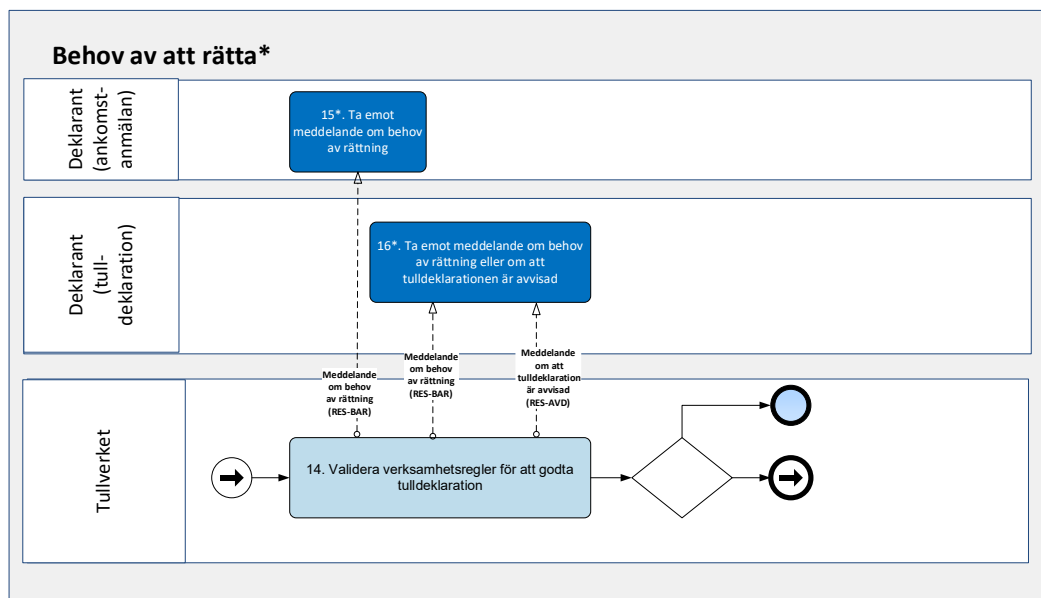 Behov av att rätta*
Deklarant
(ankomst-
anmälan)
15*. Ta emot
meddelande om behov
av rättning
Deklarant
(tull-
deklaration)
16*. Ta emot meddelande om behov
av rättning eller om att
tulldeklarationen är avvisad
Meddelande
om behov
av rättning
(RES-BAR)
Meddelande
om behov
av rättning
(RES-BAR)
Meddelande
om att
tulldeklaration
är avvisad
(RES-AVD)
Tullverket
14. Validera verksamhetsregler för att godta
tulldeklaration